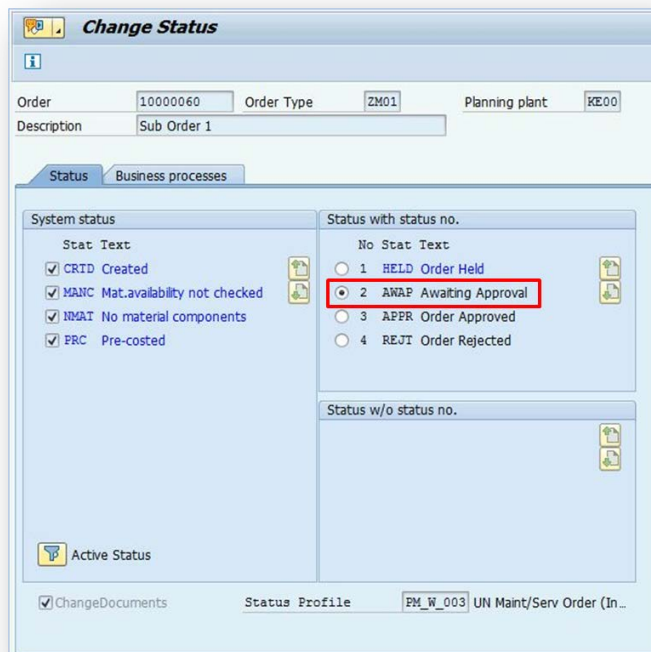 Change Status
Order 10000060 Order Type ZM01 Planning plant KE00
Description Sub Order 1
Status Business processes
System status
Stat Text
CRTD Created
MANC Mat.availability not checked
NMAT No material components
PRC Pre-costed
Active Status
Status with status no.
No Stat Text
1 HELD Order Held
2 AWAP Awaiting Approval
3 APPR Order Approved
4 REJT Order Rejected
Status w/o status no.
ChangeDocuments Status Profile PM_W_003 UN Maint/Serv Order (In…